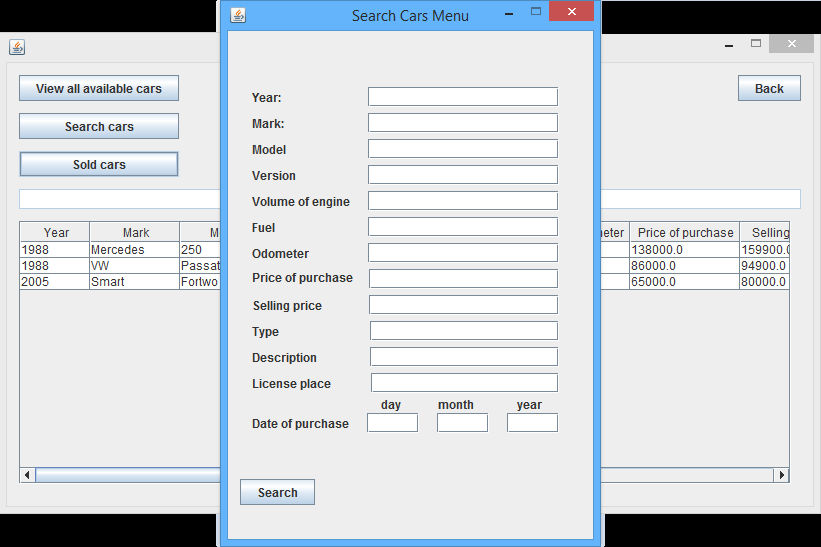 Search Cars Menu
View all available cars
Back
Search cars
Sold cars
Year Mark M
1988 Mercedes 250
1988 VW Passat
2005 Smart Fortwo
Year:
Mark:
Model
Version
Volume of engine
Fuel
Odometer
Price of purchase
Selling price
Type
Description
License place
day month year
Date of purchase
Search
meter Price of purchase Selling
138000.0 159900.0
86000.0 94900.0
65000.0 80000.0